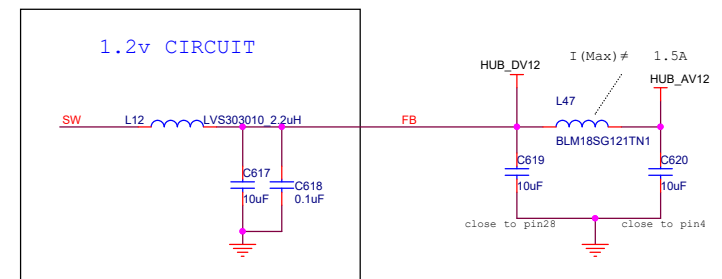 1.2v CIRCUIT
I(Max)≠ 1.5A
HUB_DV12
HUB_AV12
L47
SW
L12
LVS303010_2.2uH
FB
BLM18SG121TN1
C617
10uF
C618
0.1uF
C619
10uF
C620
10uF
close to pin28
close to pin4